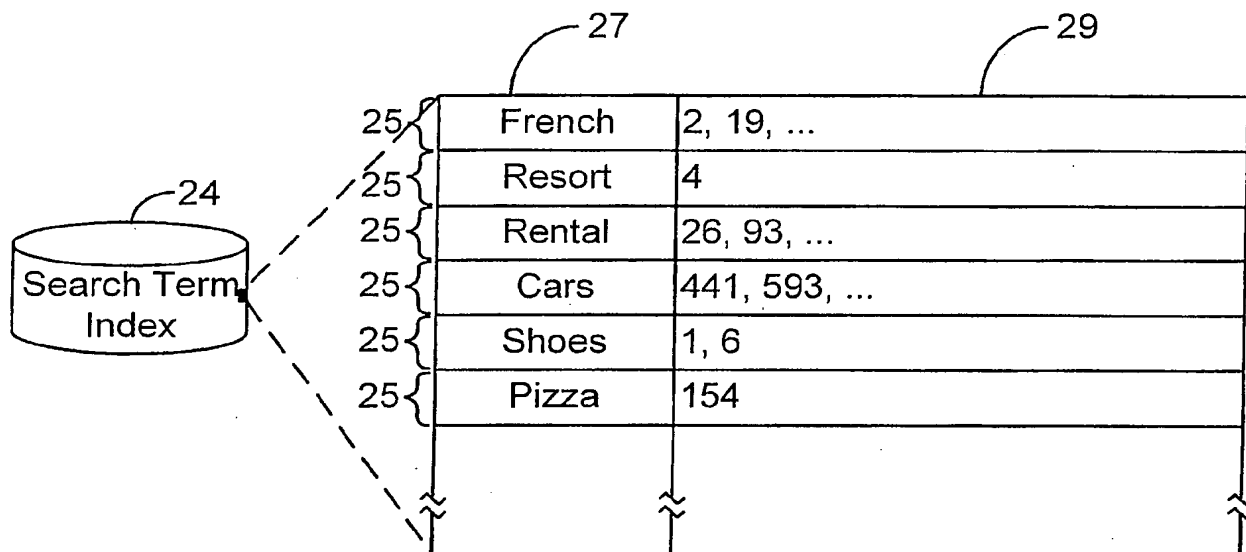 27
29
25 French 2, 19, ...
25 Resort 4
24
25 Rental 26, 93, ...
Search Term Index
25 Cars 441, 593, ...
25 Shoes 1, 6
25 Pizza 154